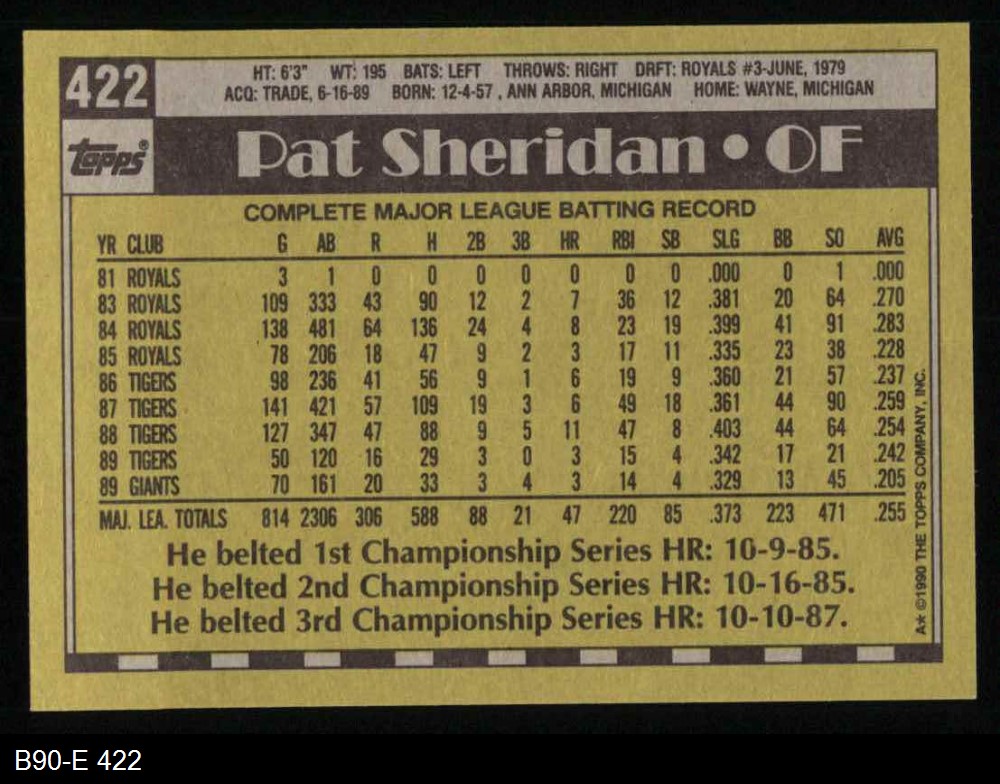 422
HT: 6'3" WT: 195 BATS: LEFT THROWS: RIGHT DRFT: ROYALS #3-JUNE, 1979
ACQ: TRADE, 6-16-89 BORN: 12-4-57 , ANN ARBOR, MICHIGAN HOME: WAYNE, MICHIGAN
topps®
Pat Sheridan • OF
COMPLETE MAJOR LEAGUE BATTING RECORD
YR CLUB G AB R H 2B 3B HR RBI SB SLG BB SO AVG
81 ROYALS 3 1 0 0 0 0 0 0 0 .000 0 1 .000
83 ROYALS 109 333 43 90 12 2 7 36 12 .381 20 64 .270
84 ROYALS 138 481 64 136 24 4 8 23 19 .399 41 91 .283
85 ROYALS 78 206 18 47 9 2 3 17 11 .335 23 38 .228
86 TIGERS 98 236 41 56 9 1 6 19 9 .360 21 57 .237
87 TIGERS 141 421 57 109 19 3 6 49 18 .361 44 90 .259
88 TIGERS 127 347 47 88 9 5 11 47 8 .403 44 64 .254
89 TIGERS 50 120 16 29 3 0 3 15 4 .342 17 21 .242
89 GIANTS 70 161 20 33 3 4 3 14 4 .329 13 45 .205
MAJ. LEA. TOTALS 814 2306 306 588 88 21 47 220 85 .373 223 471 .255
He belted 1st Championship Series HR: 10-9-85.
He belted 2nd Championship Series HR: 10-16-85.
He belted 3rd Championship Series HR: 10-10-87.
A* ©1990 THE TOPPS COMPANY, INC.
B90-E 422